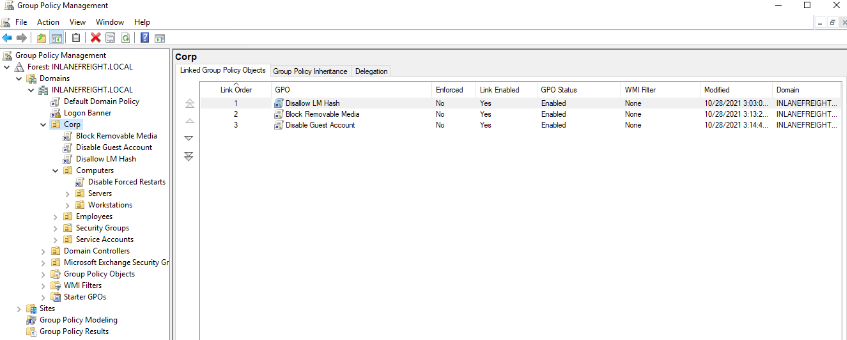 Group Policy Management
File Action View Window Help
Group Policy Management
Forest: INLANEFREIGHT.LOCAL
Domains
INLANEFREIGHT.LOCAL
Default Domain Policy
Logon Banner
Corp
Block Removable Media
Disable Guest Account
Disallow LM Hash
Computers
Disable Forced Restarts
Servers
Workstations
Employees
Security Groups
Service Accounts
Domain Controllers
Microsoft Exchange Security Gr
Group Policy Objects
WMI Filters
Starter GPOs
Sites
Group Policy Modeling
Group Policy Results
Corp
Linked Group Policy Objects Group Policy Inheritance Delegation
Link Order GPO Enforced Link Enabled GPO Status WMI Filter Modified Domain
1 Disallow LM Hash No Yes Enabled None 10/28/2021 3:03:0... INLANEFREIGHT...
2 Block Removable Media No Yes Enabled None 10/28/2021 3:13:2... INLANEFREIGHT...
3 Disable Guest Account No Yes Enabled None 10/28/2021 3:14:4... INLANEFREIGHT...